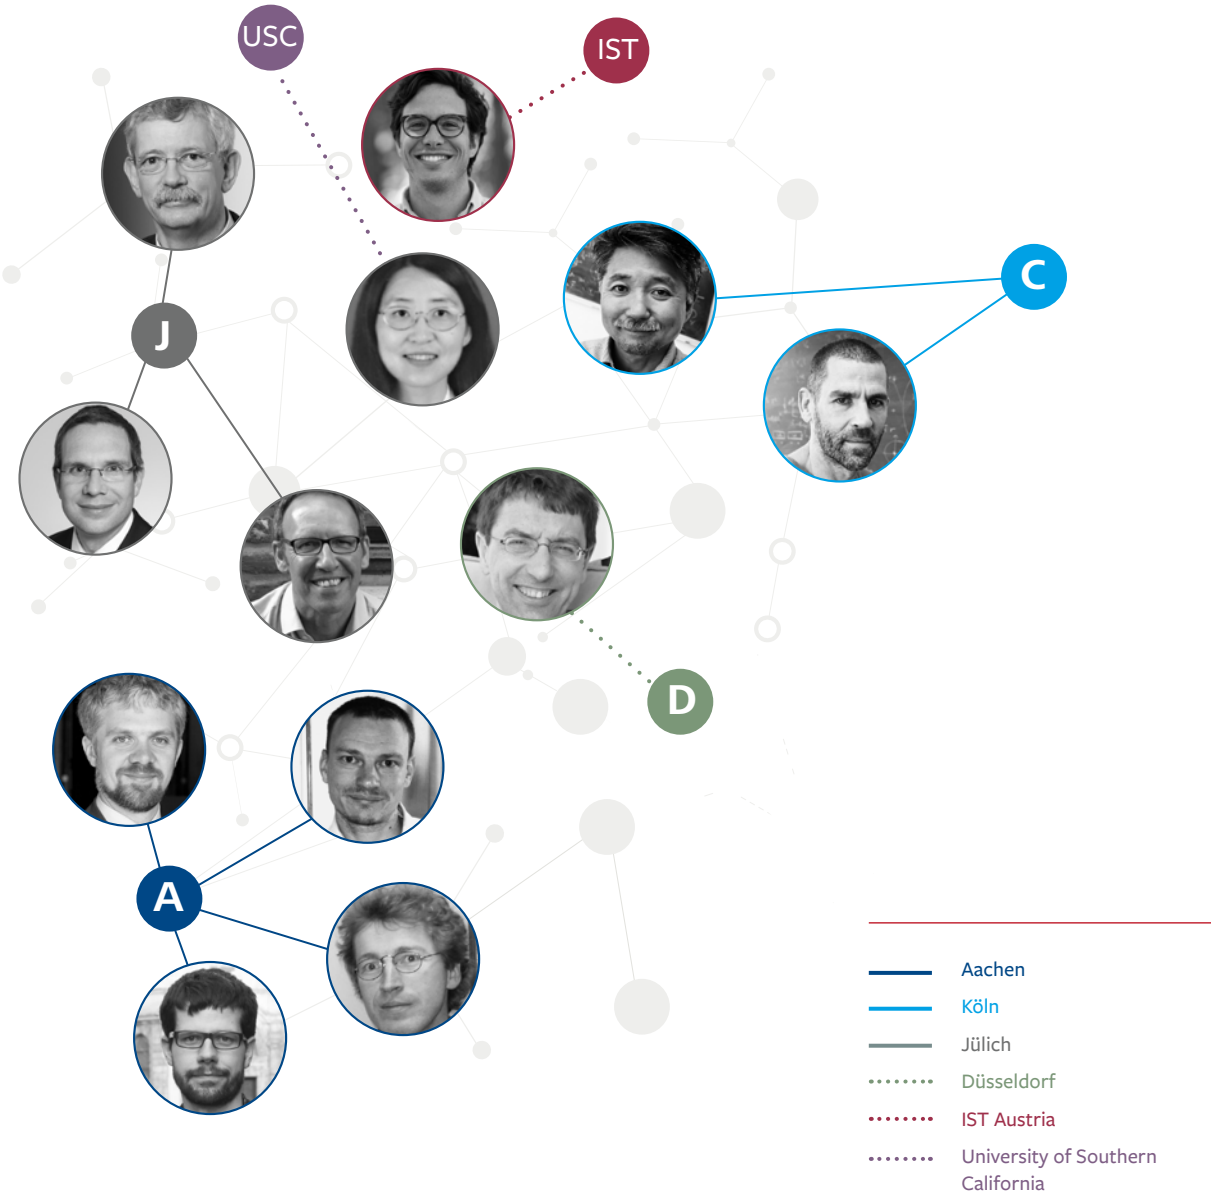 USC
IST
C
J
D
A
Aachen
Köln
Jülich
Düsseldorf
IST Austria
University of Southern
California